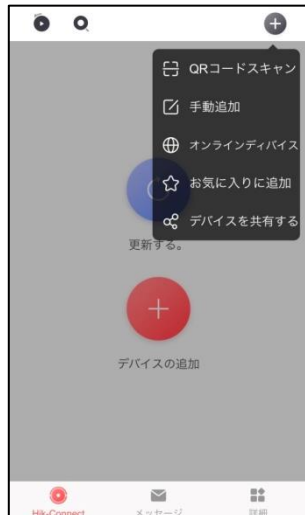 QRコードスキャン
手動追加
オンラインディバイス
お気に入りに追加
デバイスを共有する
更新する。
デバイスの追加
Hik-Connect
メッセージ
詳細